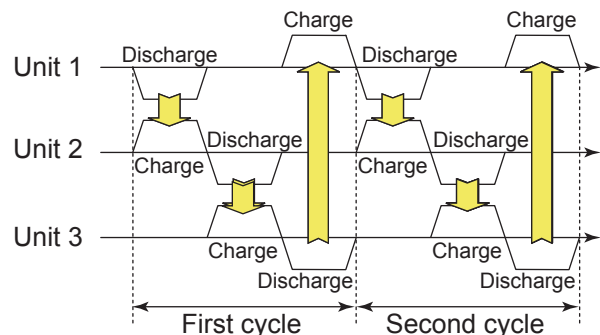 Charge Charge
Discharge Discharge
Unit 1
Discharge Discharge
Unit 2
Charge Charge
Unit 3
Charge Charge
Discharge Discharge
First cycle Second cycle